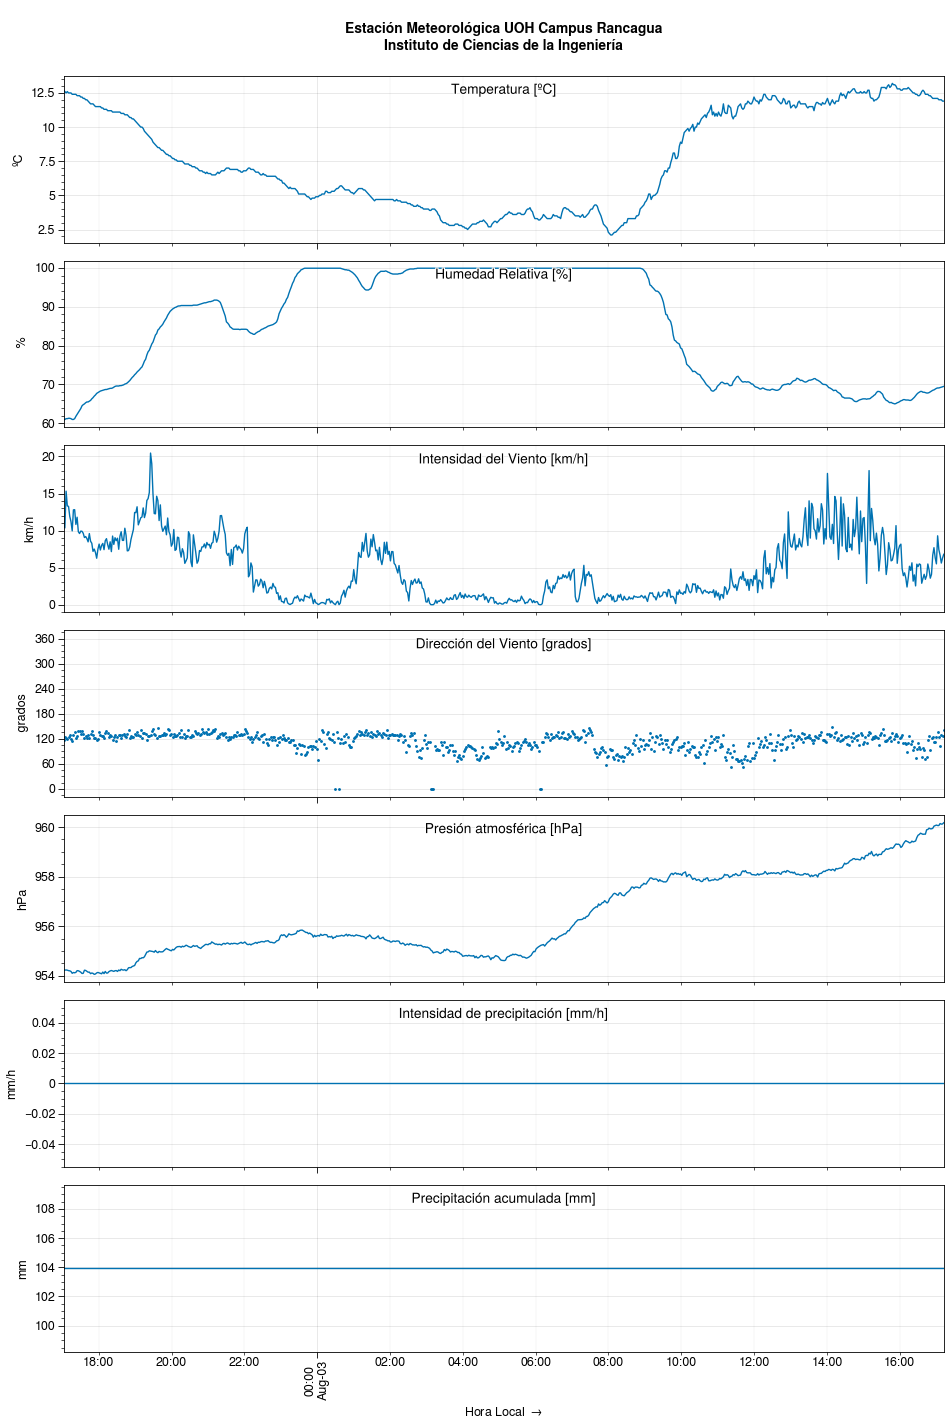 Estación Meteorológica UOH Campus Rancagua
Instituto de Ciencias de la Ingeniería
Temperatura [ºC]
ºC
12.5
10
7.5
5
2.5
Humedad Relativa [%]
%
100
90
80
70
60
Intensidad del Viento [km/h]
km/h
20
15
10
5
0
Dirección del Viento [grados]
grados
360
300
240
180
120
60
0
Presión atmosférica [hPa]
hPa
960
958
956
954
Intensidad de precipitación [mm/h]
mm/h
0.04
0.02
0
−0.02
−0.04
Precipitación acumulada [mm]
mm
108
106
104
102
100
18:00 20:00 22:00 00:00 02:00 04:00 06:00 08:00 10:00 12:00 14:00 16:00
Aug-03
Hora Local →